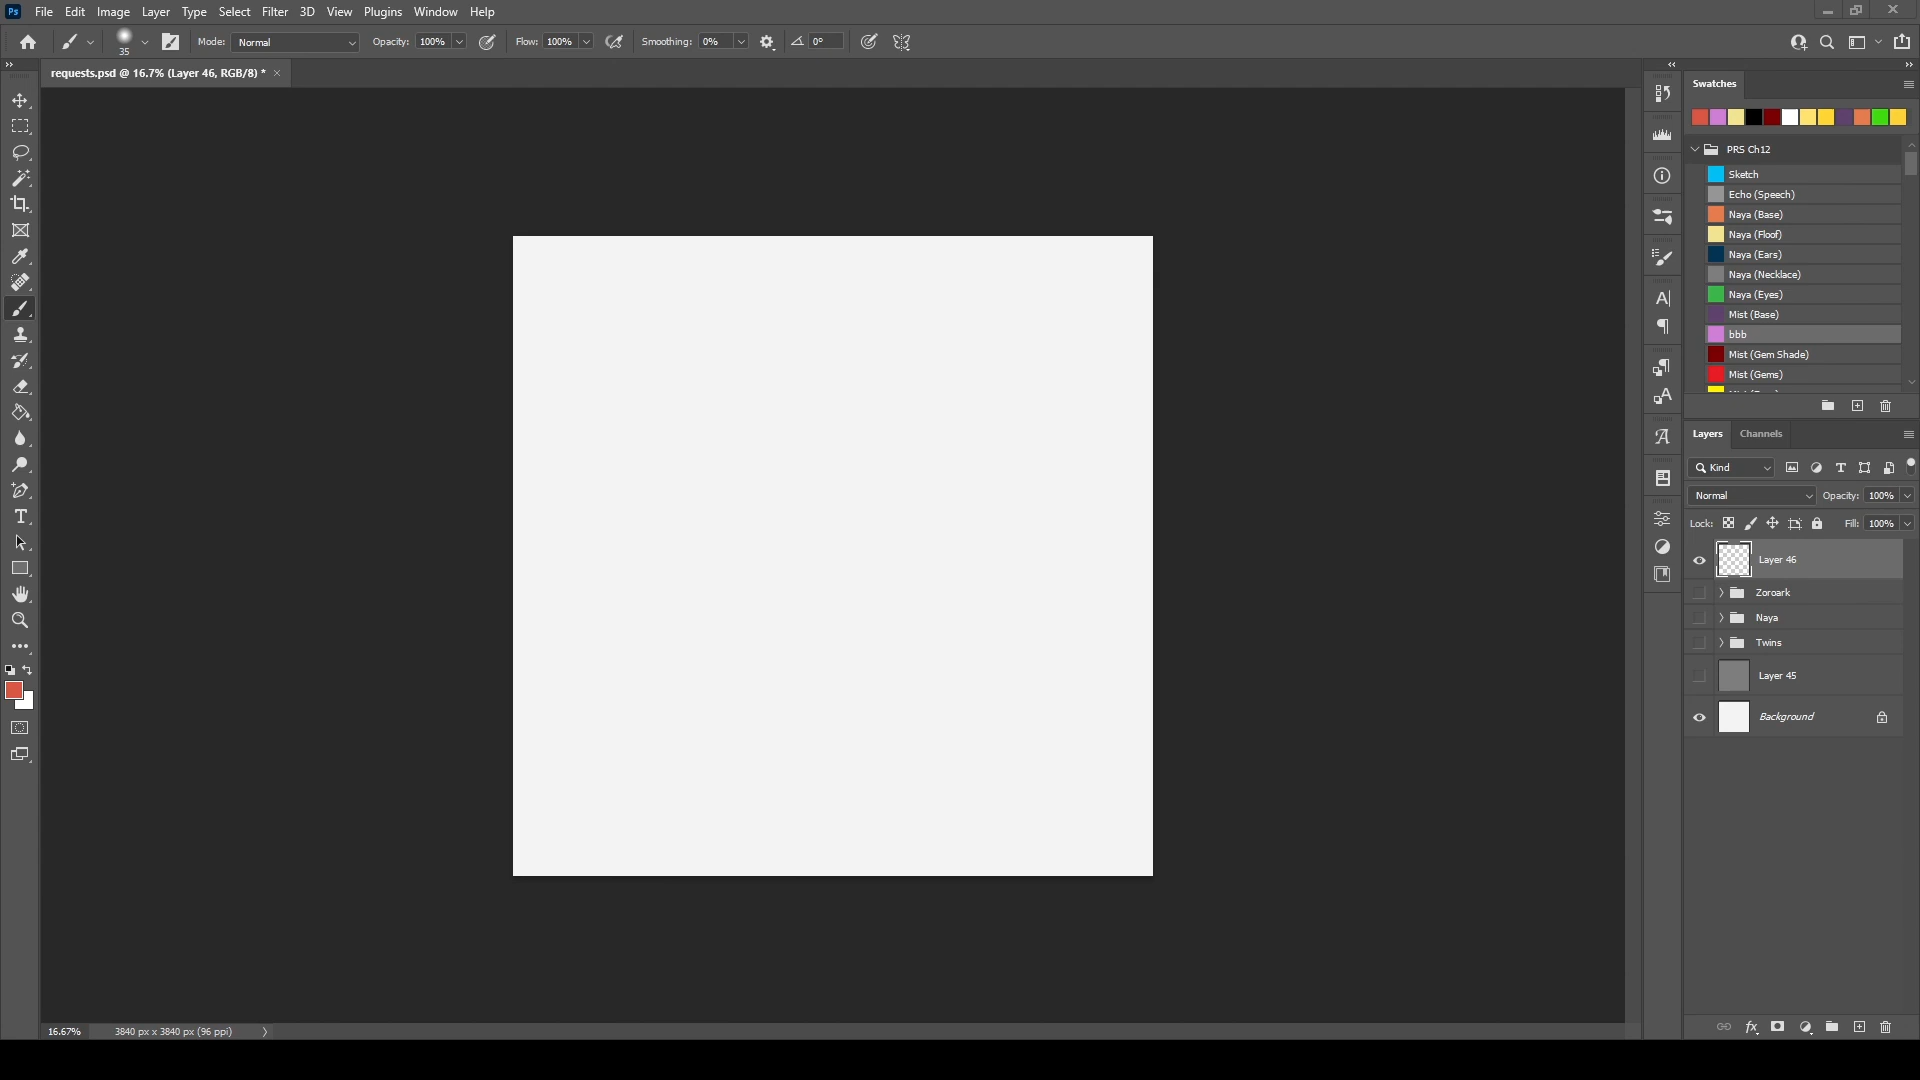 Ps File Edit Image Layer Type Select Filter 3D View Plugins Window Help
35 Mode: Normal Opacity: 100% Flow: 100% Smoothing: 0% 0°
requests.psd @ 16.7% (Layer 46, RGB/8) *
Swatches
PRS Ch12
Sketch
Echo (Speech)
Naya (Base)
Naya (Floof)
Naya (Ears)
Naya (Necklace)
Naya (Eyes)
Mist (Base)
bbb
Mist (Gem Shade)
Mist (Gems)
Layers Channels
Kind
Normal Opacity: 100%
Lock: Fill: 100%
Layer 46
Zoroark
Naya
Twins
Layer 45
Background
16.67% 3840 px x 3840 px (96 ppi)